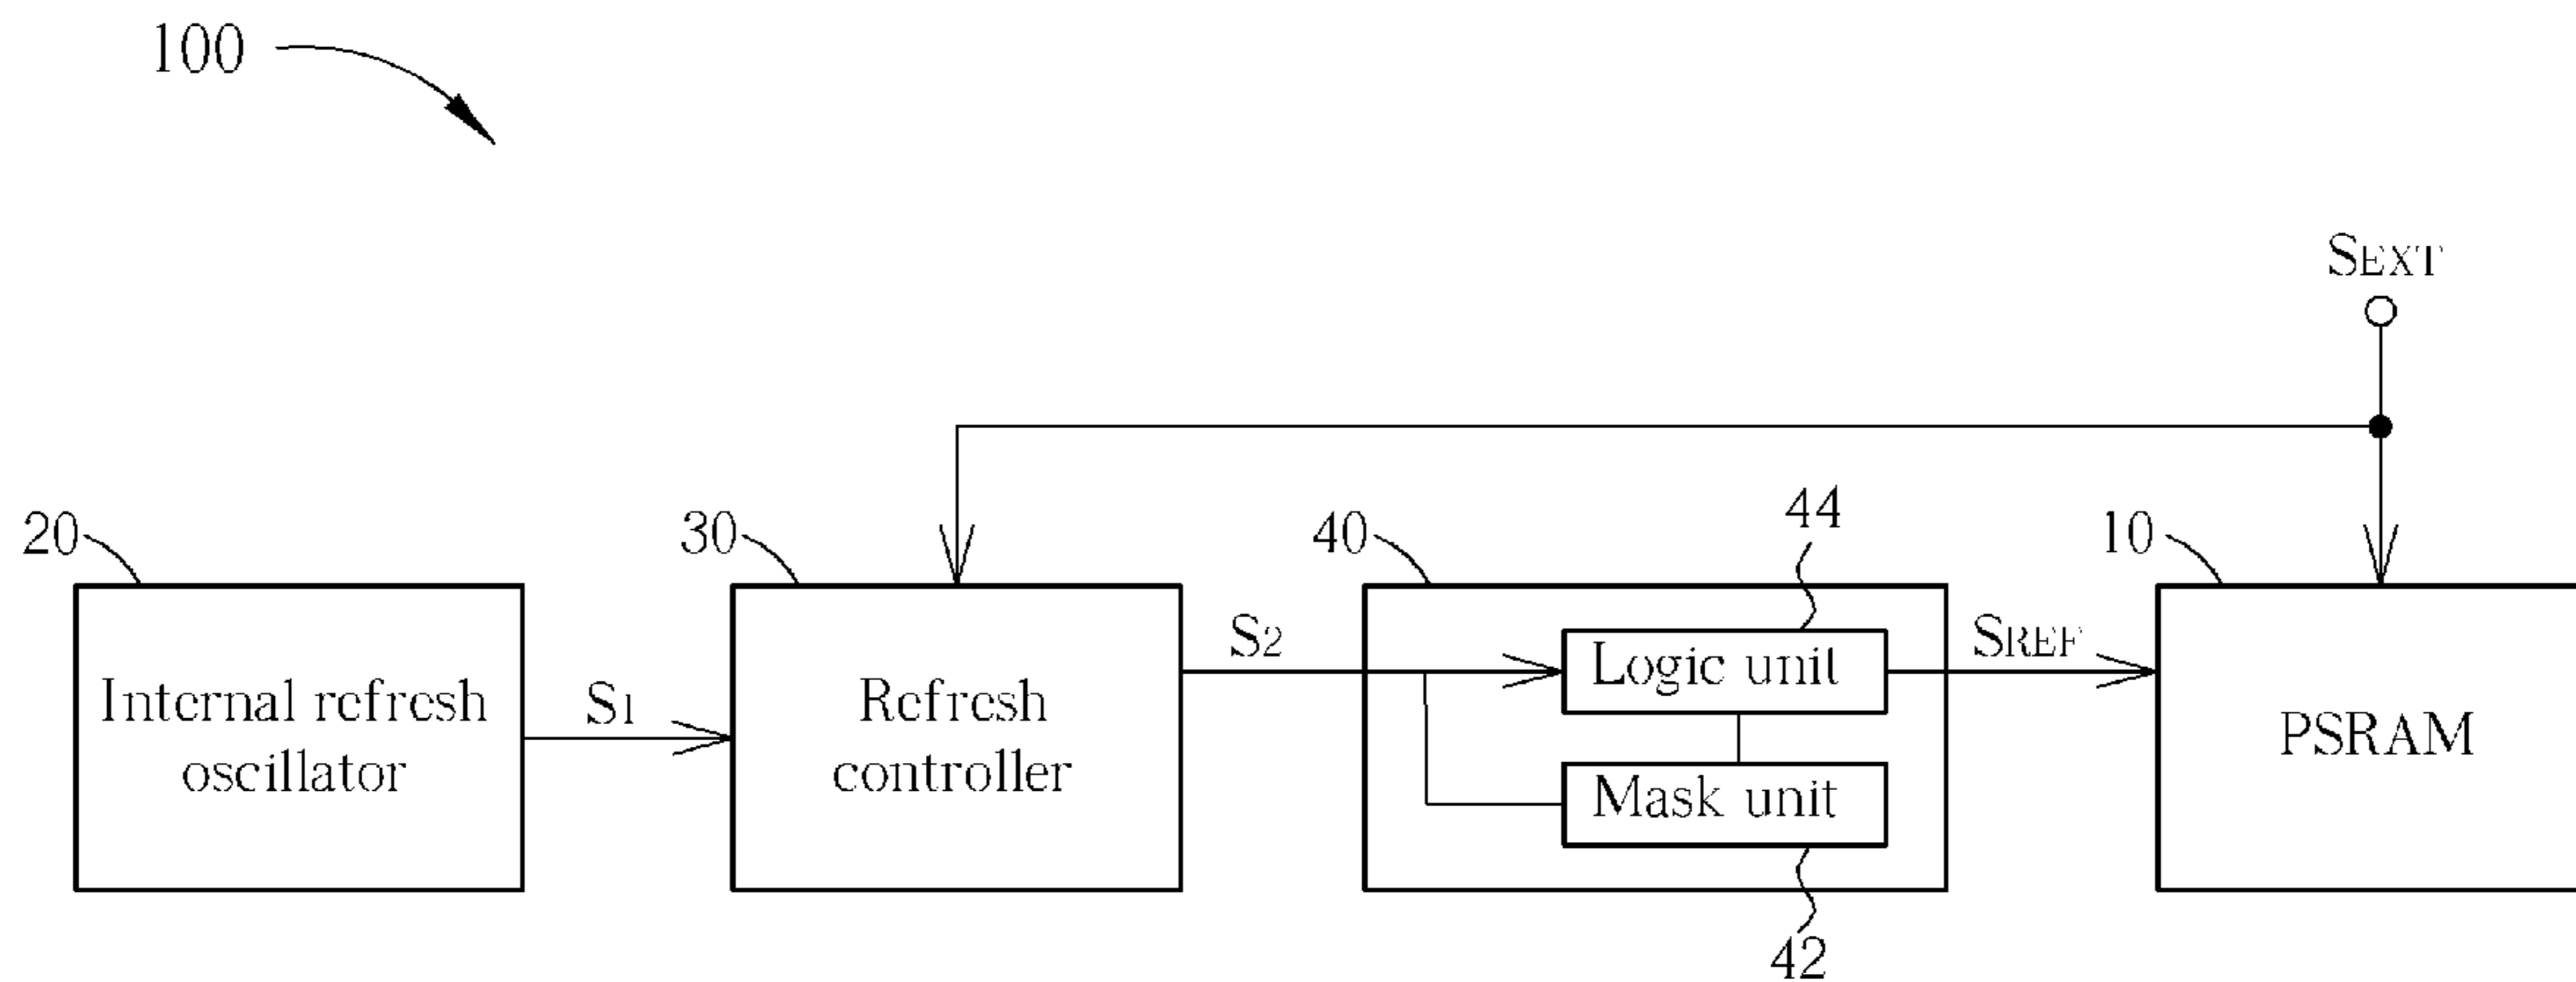 100
SEXT
20
30
40
44
10
Internal refresh
oscillator
S1
Refresh
controller
S2
Logic unit
Mask unit
SREF
PSRAM
42